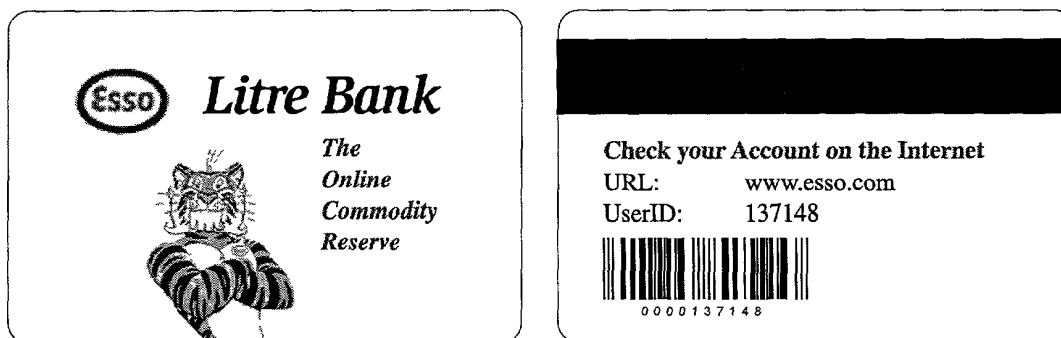 Esso Litre Bank
The
Online
Commodity
Reserve
Check your Account on the Internet
URL: www.esso.com
UserID: 137148
0000137148